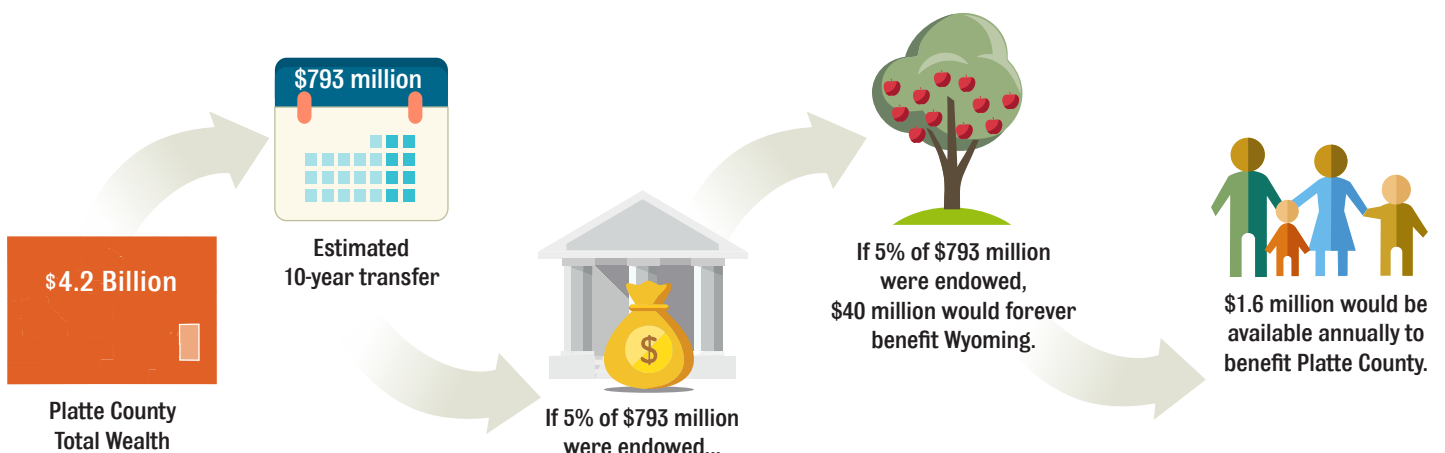 $4.2 Billion
Platte County
Total Wealth
$793 million
Estimated
10-year transfer
$
If 5% of $793 million
were endowed...
If 5% of $793 million
were endowed,
$40 million would forever
benefit Wyoming.
$1.6 million would be
available annually to
benefit Platte County.